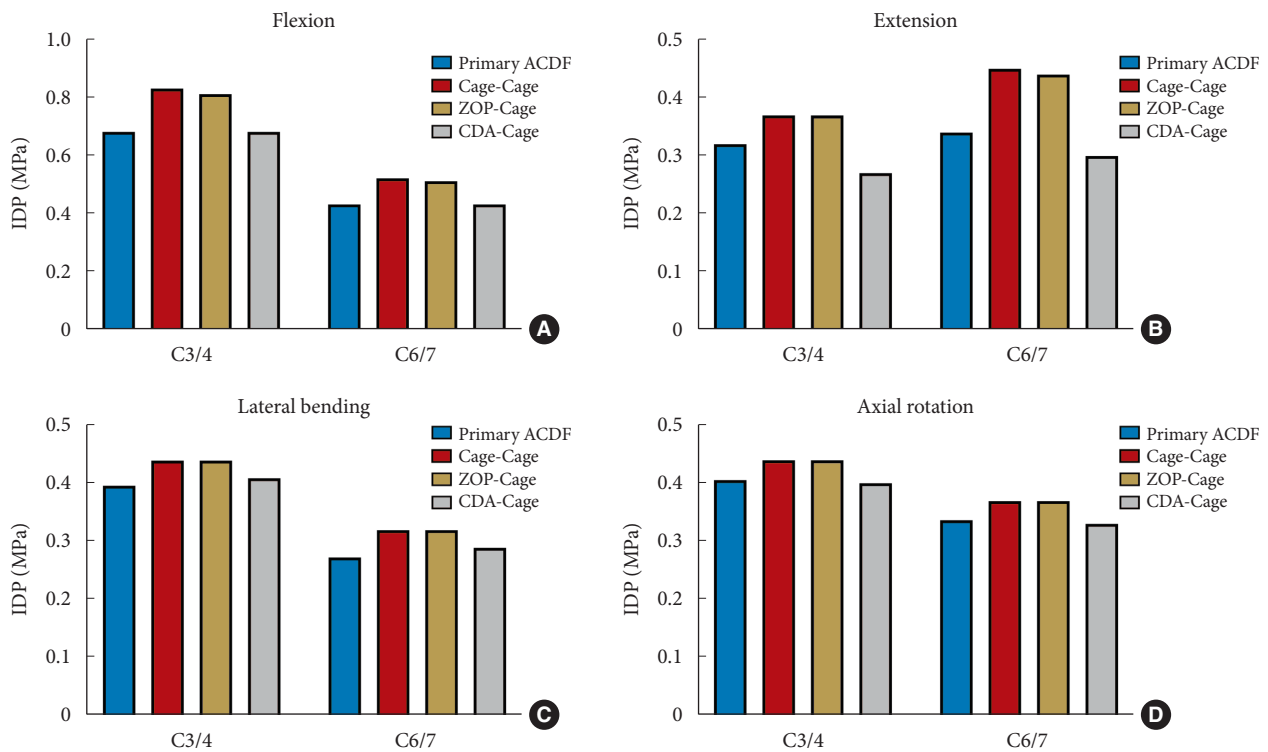 Flexion
IDP (MPa)
1.0
0.8
0.6
0.4
0.2
0
C3/4
C6/7
Primary ACDF
Cage-Cage
ZOP-Cage
CDA-Cage
A
Extension
IDP (MPa)
0.5
0.4
0.3
0.2
0.1
0
C3/4
C6/7
Primary ACDF
Cage-Cage
ZOP-Cage
CDA-Cage
B
Lateral bending
IDP (MPa)
0.5
0.4
0.3
0.2
0.1
0
C3/4
C6/7
Primary ACDF
Cage-Cage
ZOP-Cage
CDA-Cage
C
Axial rotation
IDP (MPa)
0.5
0.4
0.3
0.2
0.1
0
C3/4
C6/7
Primary ACDF
Cage-Cage
ZOP-Cage
CDA-Cage
D